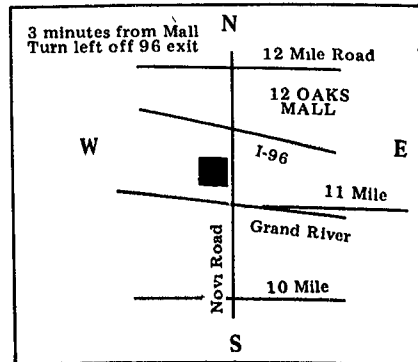 3 minutes from Mall
Turn left off 96 exit
N
12 Mile Road
12 OAKS
MALL
W
I-96
E
11 Mile
Grand River
Novi Road
10 Mile
S